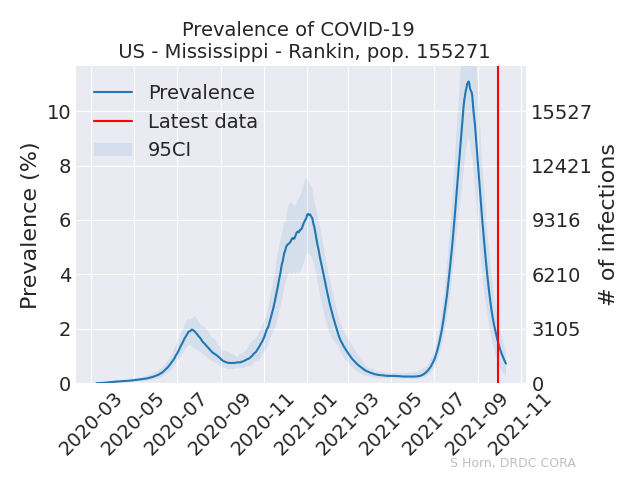 Prevalence of COVID-19
US - Mississippi - Rankin, pop. 155271
Prevalence
Latest data
95CI
Prevalence (%)
10
8
6
4
2
0
15527
12421
9316
6210
3105
0
# of infections
2020-03
2020-05
2020-07
2020-09
2020-11
2021-01
2021-03
2021-05
2021-07
2021-09
2021-11
S Horn, DRDC CORA